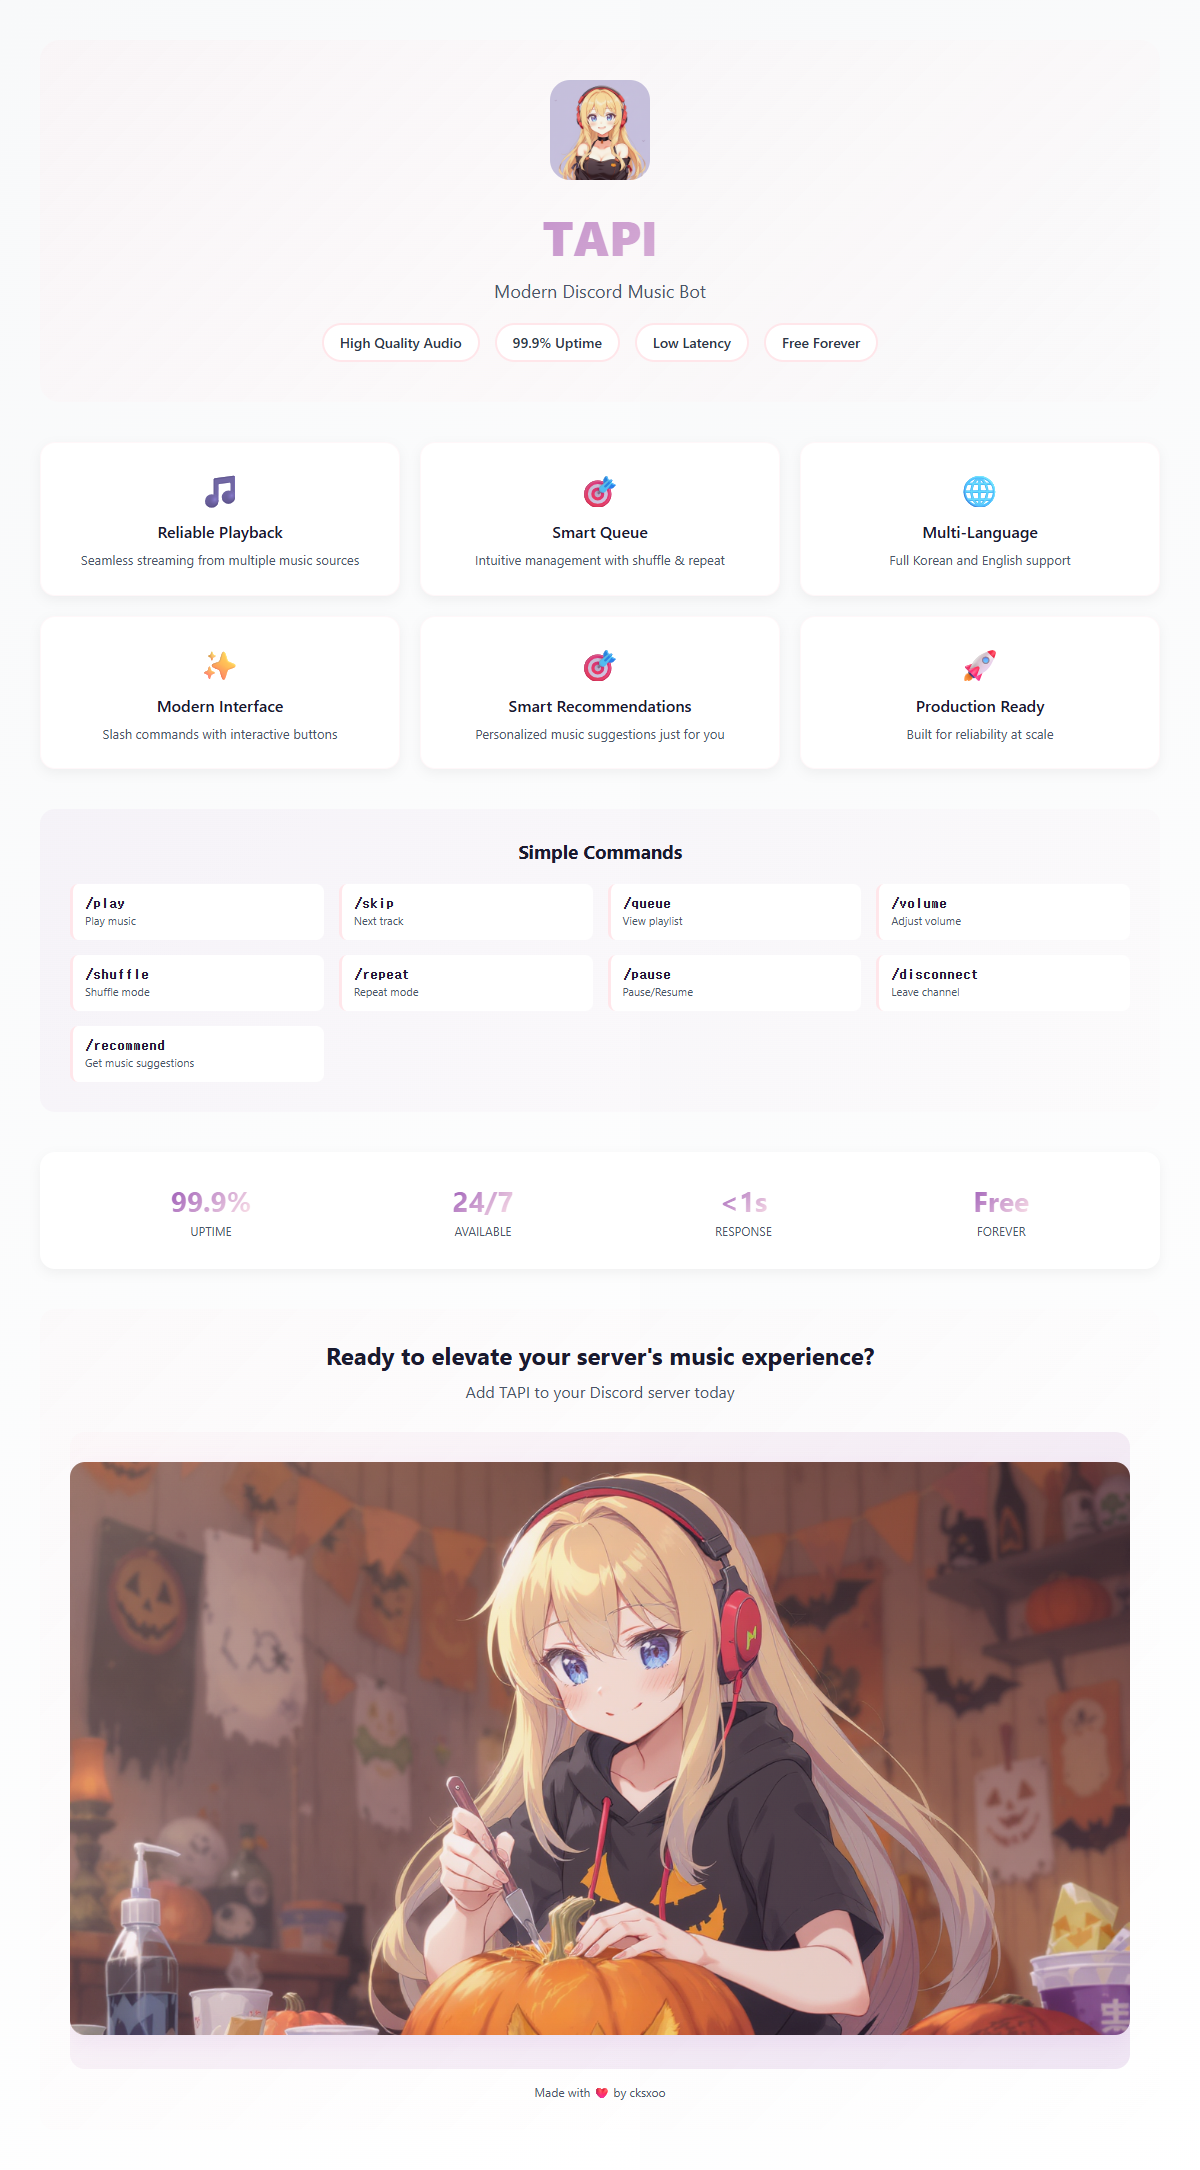 TAPI
Modern Discord Music Bot
High Quality Audio
99.9% Uptime
Low Latency
Free Forever
Reliable Playback
Seamless streaming from multiple music sources
Smart Queue
Intuitive management with shuffle & repeat
Multi-Language
Full Korean and English support
Modern Interface
Slash commands with interactive buttons
Smart Recommendations
Personalized music suggestions just for you
Production Ready
Built for reliability at scale
Simple Commands
/play
Play music
/skip
Next track
/queue
View playlist
/volume
Adjust volume
/shuffle
Shuffle mode
/repeat
Repeat mode
/pause
Pause/Resume
/disconnect
Leave channel
/recommend
Get music suggestions
99.9%
UPTIME
24/7
AVAILABLE
<1s
RESPONSE
Free
FOREVER
Ready to elevate your server's music experience?
Add TAPI to your Discord server today
Made with ❤️ by cksxoo